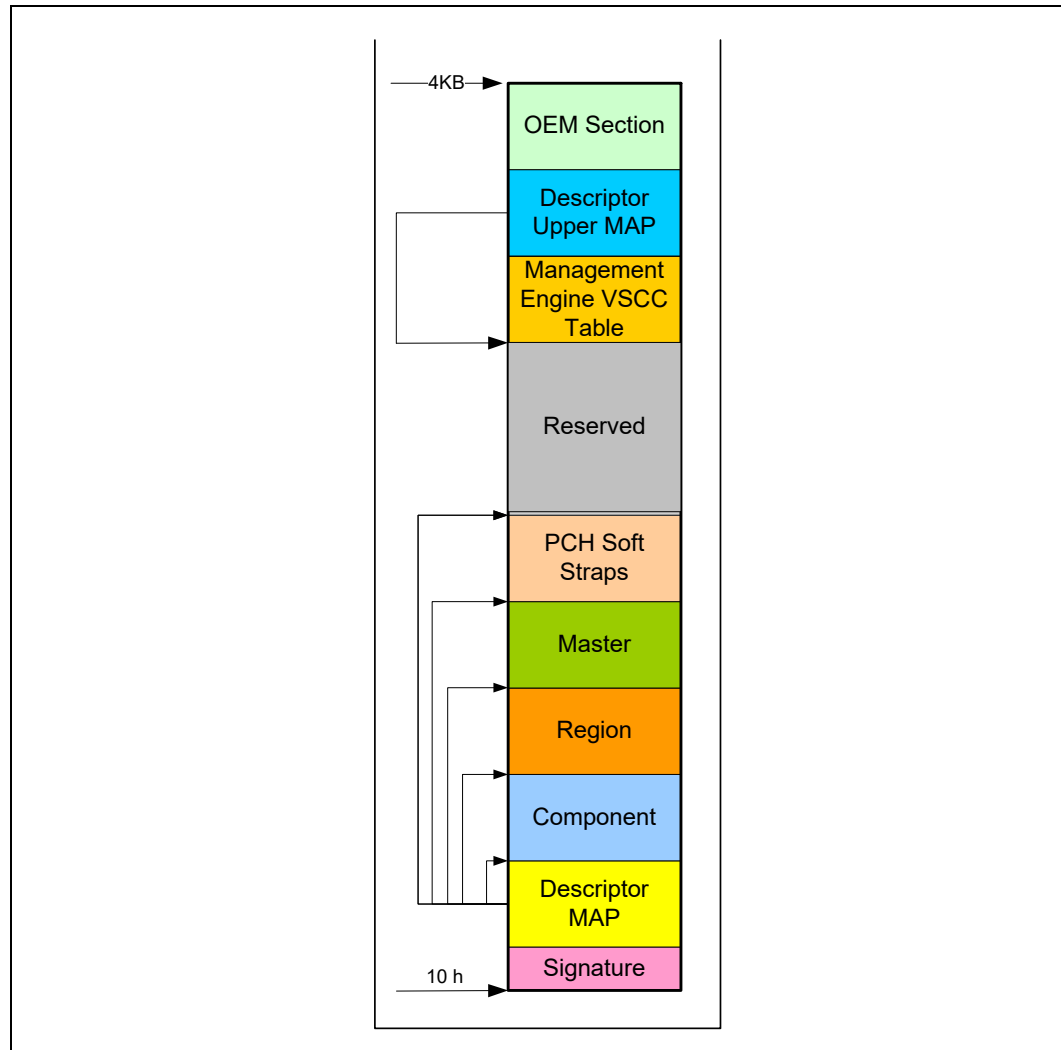 4KB
OEM Section
Descriptor
Upper MAP
Management
Engine VSCC
Table
Reserved
PCH Soft
Straps
Master
Region
Component
Descriptor
MAP
Signature
10 h